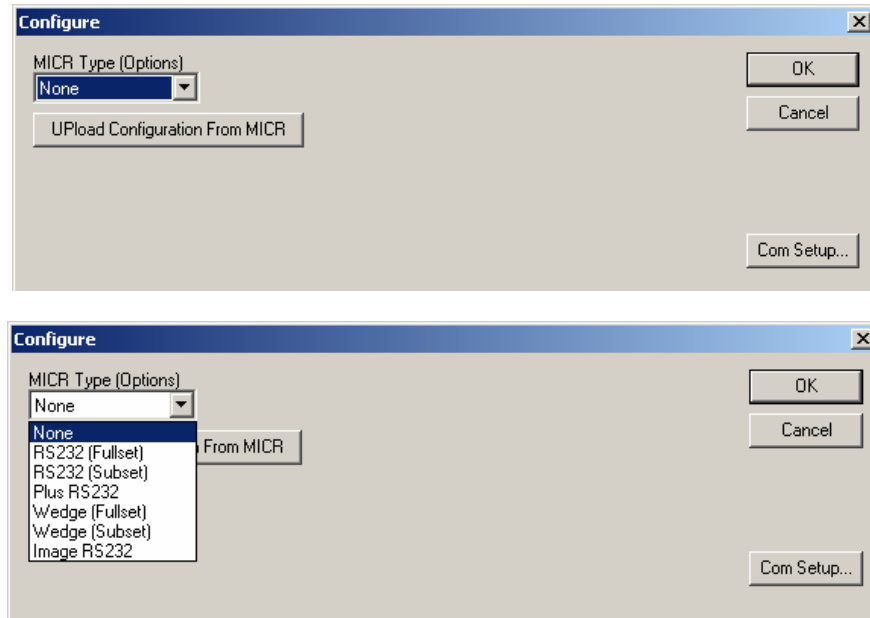 Configure
MICR Type (Options)
None
OK
UPload Configuration From MICR
Cancel
Com Setup...
Configure
MICR Type (Options)
None
OK
None
RS232 (Fullset)
From MICR
Cancel
RS232 (Subset)
Plus RS232
Wedge (Fullset)
Wedge (Subset)
Image RS232
Com Setup...